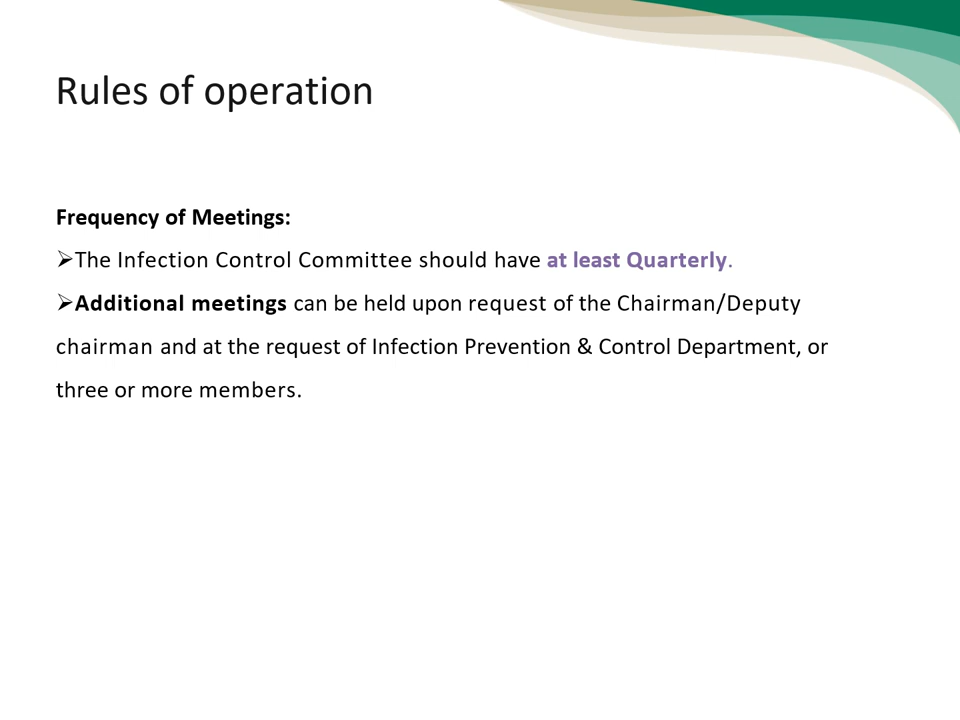 Rules of operation
Frequency of Meetings:
➢The Infection Control Committee should have at least Quarterly.
➢Additional meetings can be held upon request of the Chairman/Deputy
chairman and at the request of Infection Prevention & Control Department, or
three or more members.